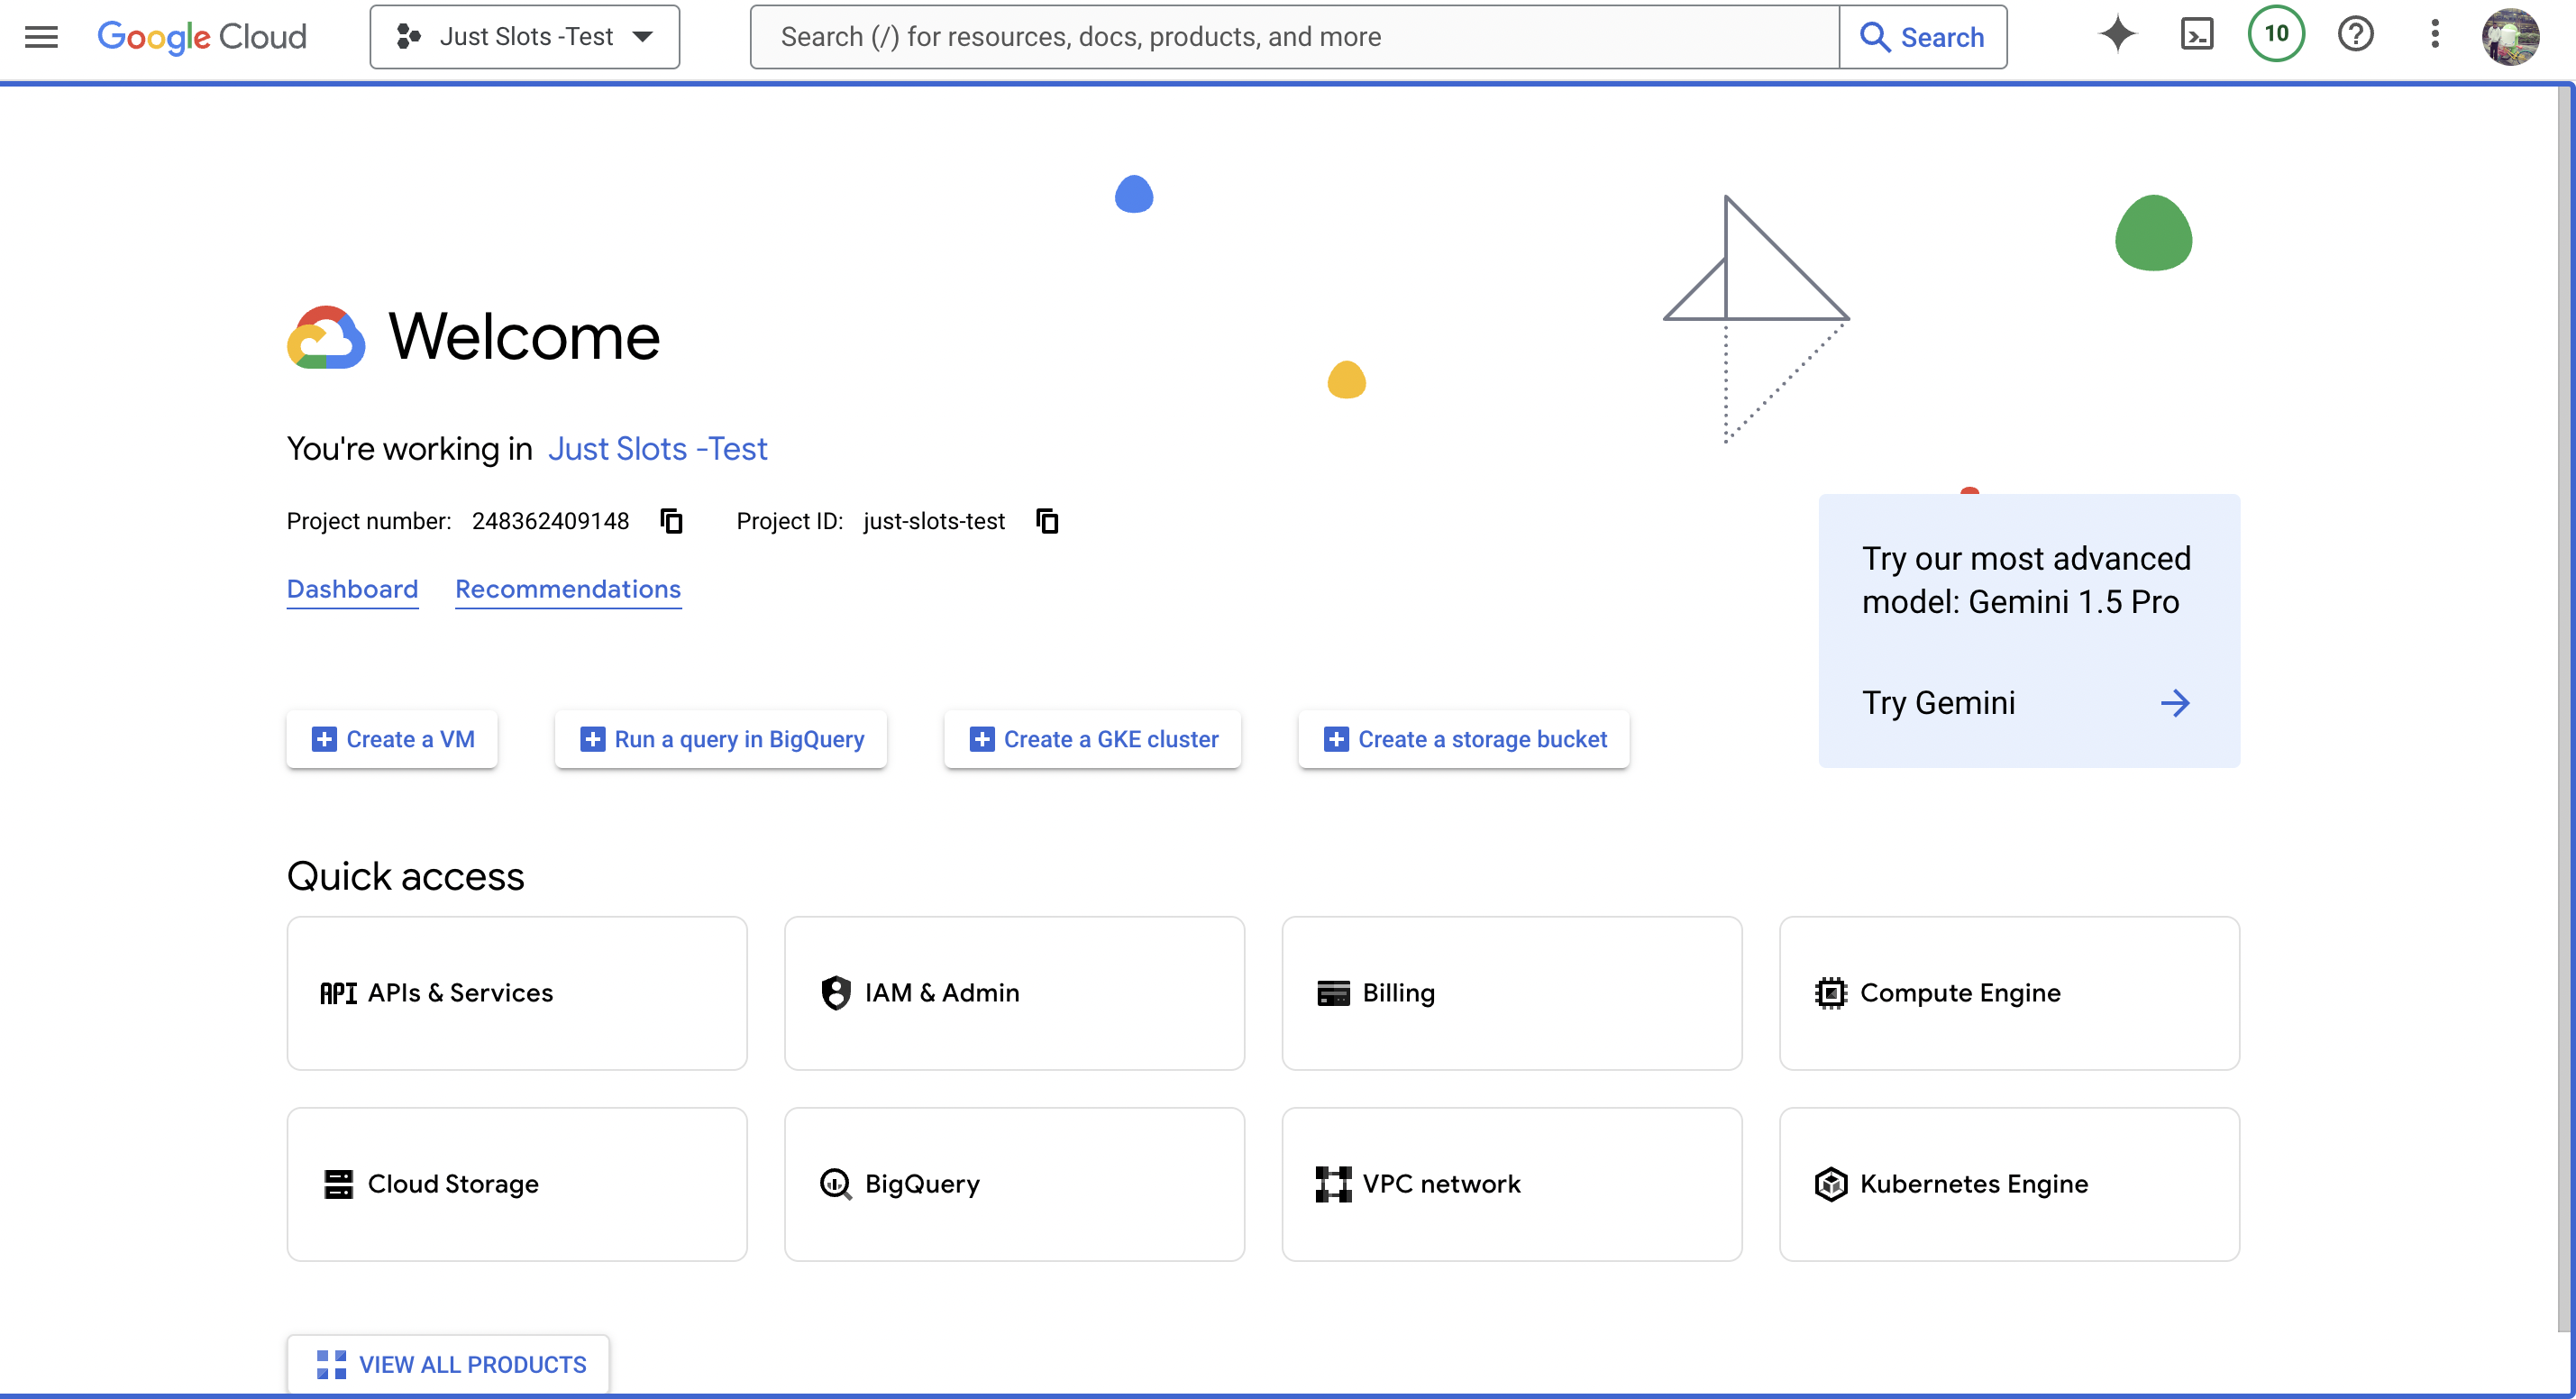 Google Cloud
Just Slots -Test
Search (/) for resources, docs, products, and more
Search
10
Welcome
You're working in Just Slots -Test
Project number: 248362409148 Project ID: just-slots-test
Dashboard Recommendations
Try our most advanced
model: Gemini 1.5 Pro
Try Gemini
Create a VM
Run a query in BigQuery
Create a GKE cluster
Create a storage bucket
Quick access
API APIs & Services
IAM & Admin
Billing
Compute Engine
Cloud Storage
BigQuery
VPC network
Kubernetes Engine
VIEW ALL PRODUCTS